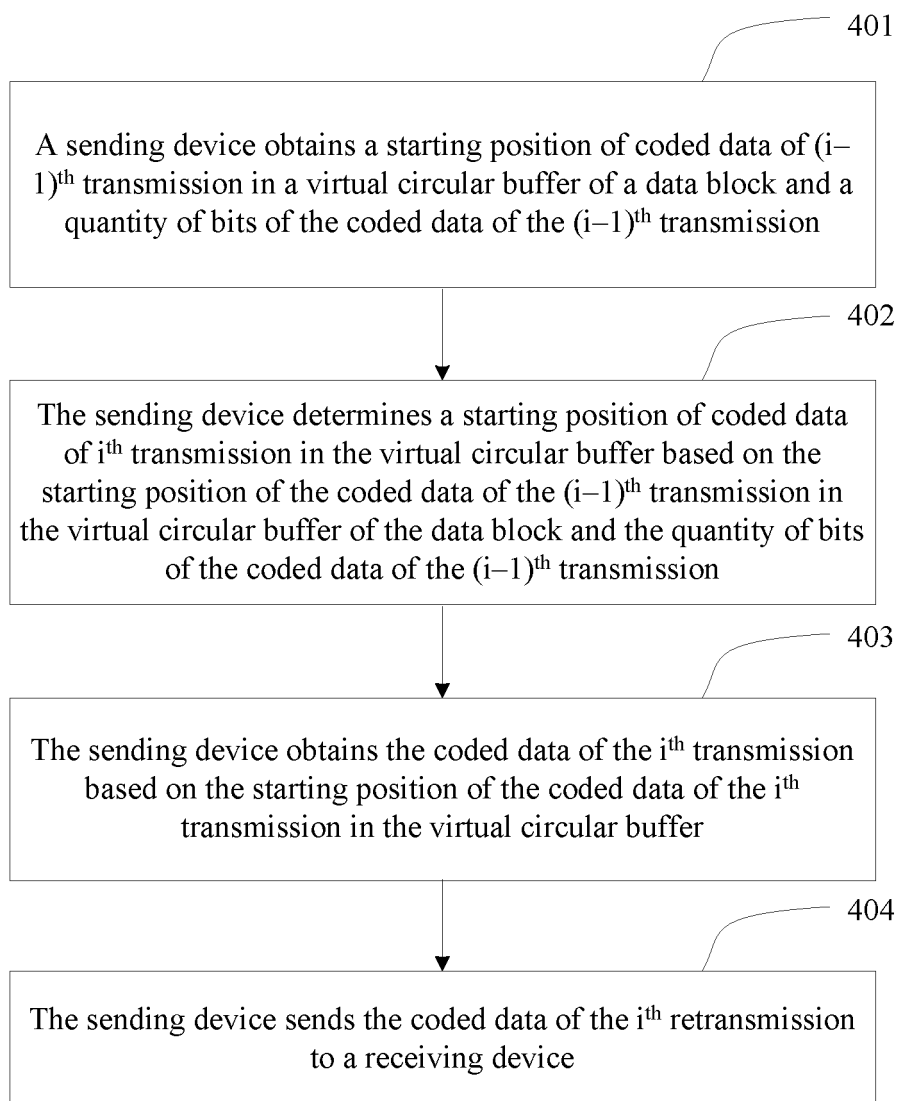 401
A sending device obtains a starting position of coded data of (i–
1)th transmission in a virtual circular buffer of a data block and a
quantity of bits of the coded data of the (i–1)th transmission
402
The sending device determines a starting position of coded data
of ith transmission in the virtual circular buffer based on the
starting position of the coded data of the (i–1)th transmission in
the virtual circular buffer of the data block and the quantity of bits
of the coded data of the (i–1)th transmission
403
The sending device obtains the coded data of the ith transmission
based on the starting position of the coded data of the ith
transmission in the virtual circular buffer
404
The sending device sends the coded data of the ith retransmission
to a receiving device